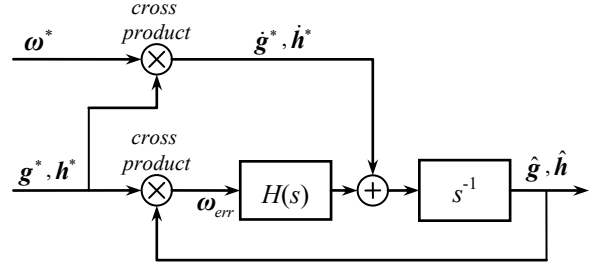 cross
product
ω*
ġ*, ḣ*
cross
product
g*, h*
ω_err
H(s)
s⁻¹
ĝ, ĥ